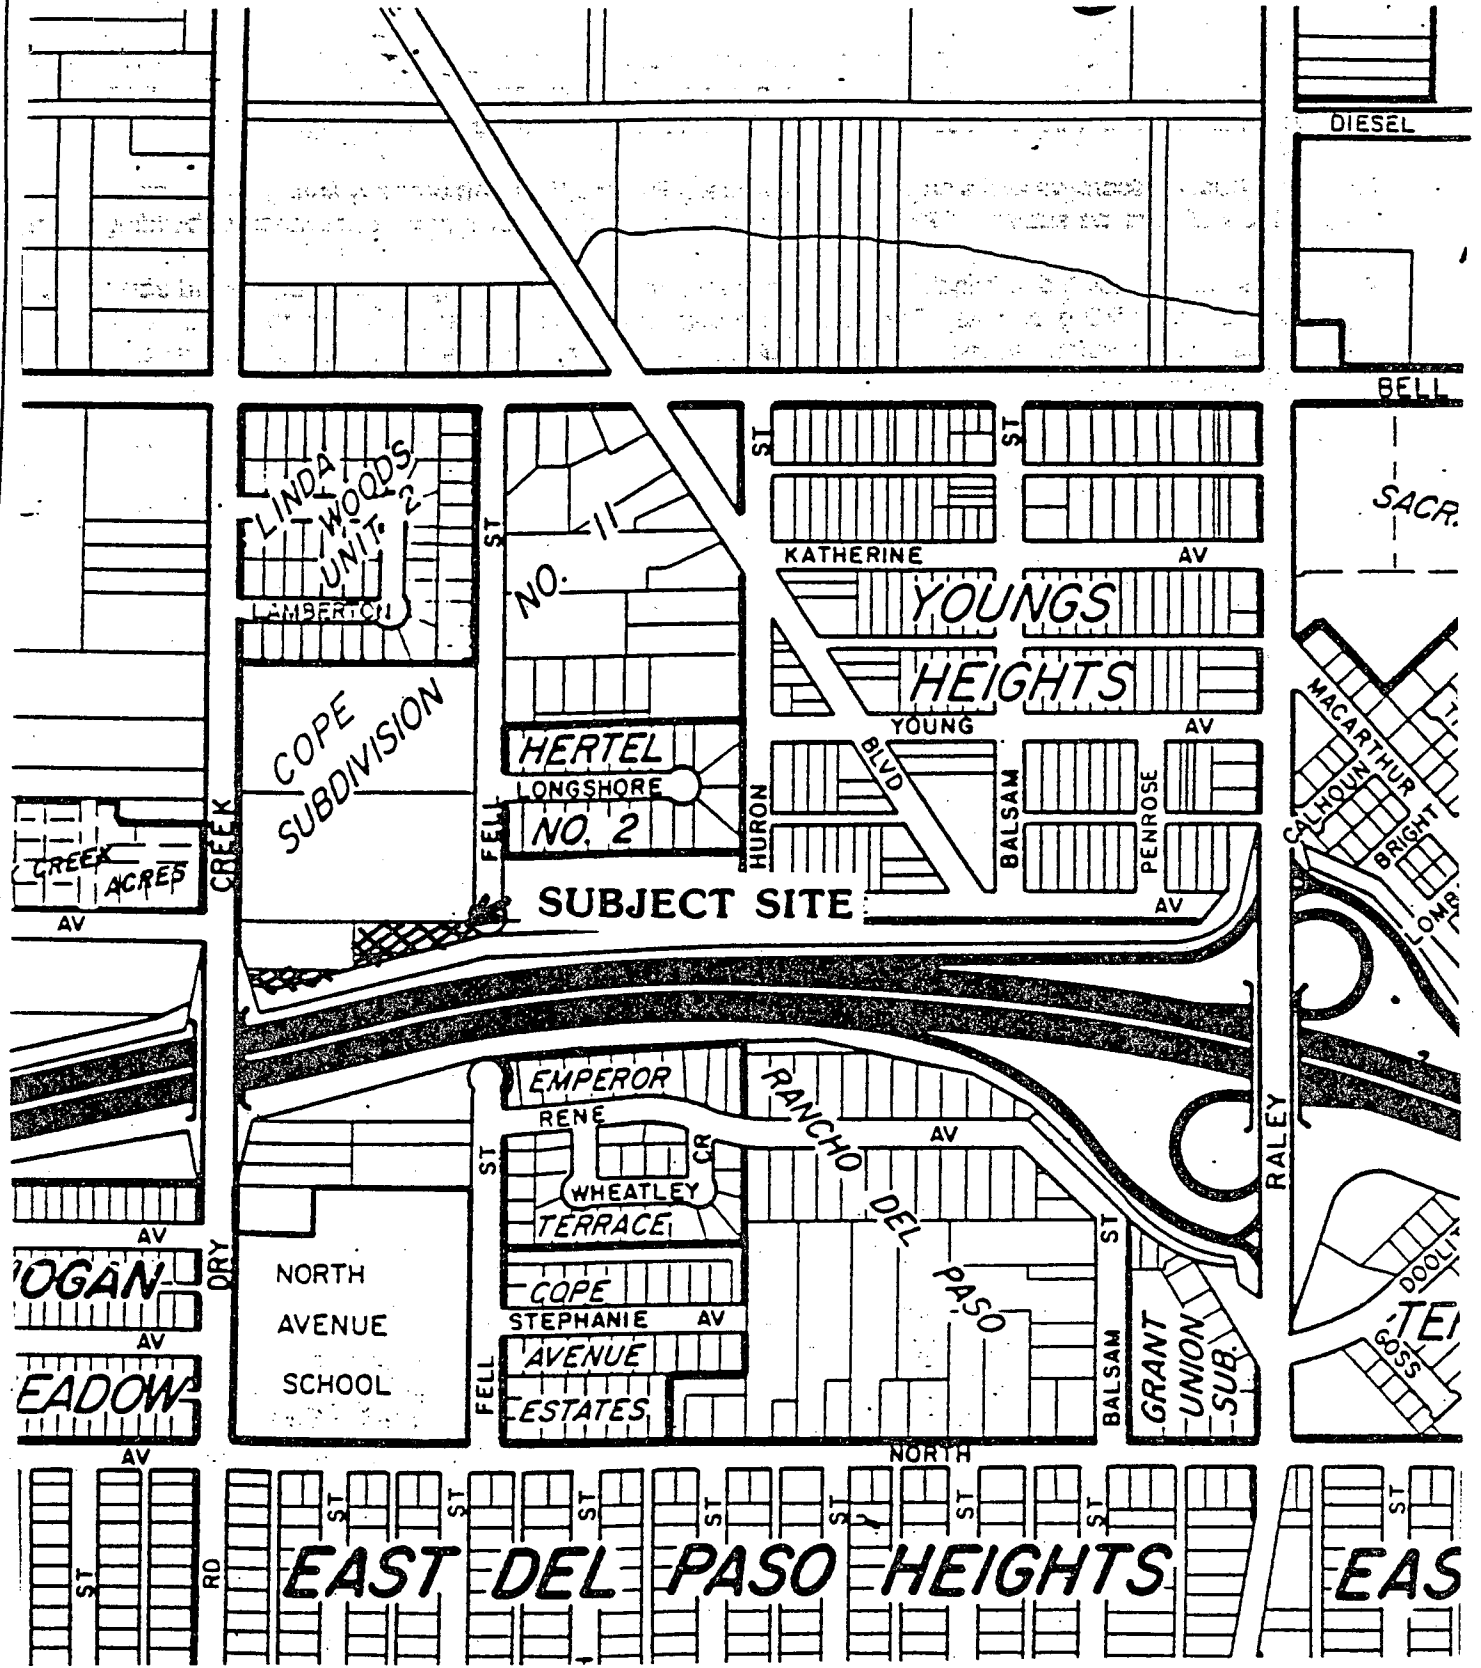 DIESEL
BELL
ST
ST
LINDA
WOODS
UNIT 2
SACR.
ST
NO. 11
KATHERINE AV
YOUNGS
LAMBERTON
HEIGHTS
COPE
SUBDIVISION
MACARTHUR
YOUNG AV
HERTEL
BLVD
LONGSHORE
CALHOUN
NO. 2
CREEK
FELL
HURON
BALSAM
PENROSE
BRIGHT
CREEK
ACRES
SUBJECT SITE
AV
AV
LOMB
EMPEROR
RANCHO
RENE
AV
ST
CR
RALEY
WHEATLEY
TERRACE
DEL
ST
AV
DRY
OGAN
NORTH
COPE
PASO
DOOLIT
AVENUE
STEPHANIE AV
TER
AV
AVENUE
GOSS
SCHOOL
FELL
BALSAM
GRANT
UNION
SUB.
EADOW
ESTATES
AV
NORTH
ST
ST
ST
ST
ST
ST
ST
ST
ST
RD
EAST DEL PASO HEIGHTS
EAS